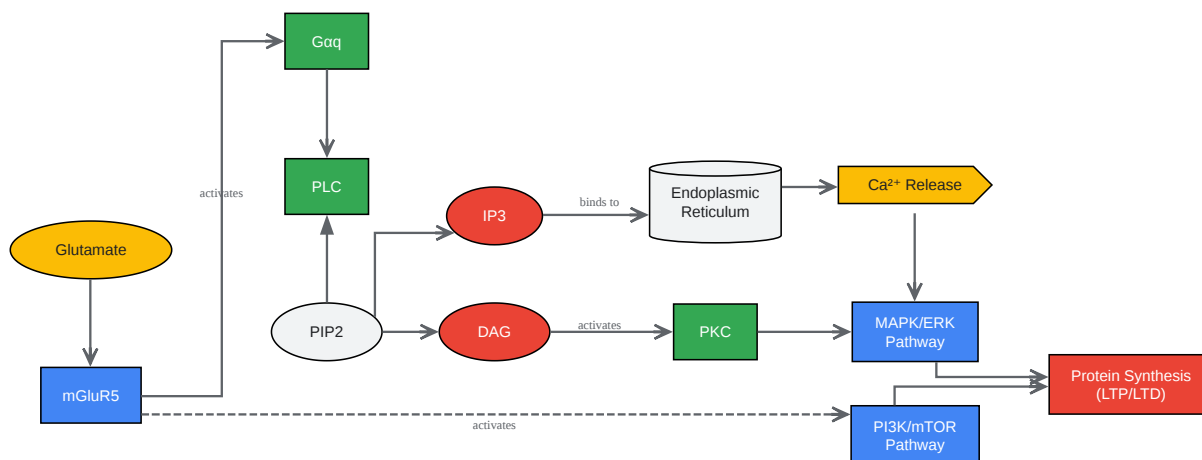 Gαq
PLC
activates
Glutamate
mGluR5
PIP2
IP3
DAG
binds to
activates
Endoplasmic
Reticulum
Ca²⁺ Release
PKC
MAPK/ERK
Pathway
activates
PI3K/mTOR
Pathway
Protein Synthesis
(LTP/LTD)